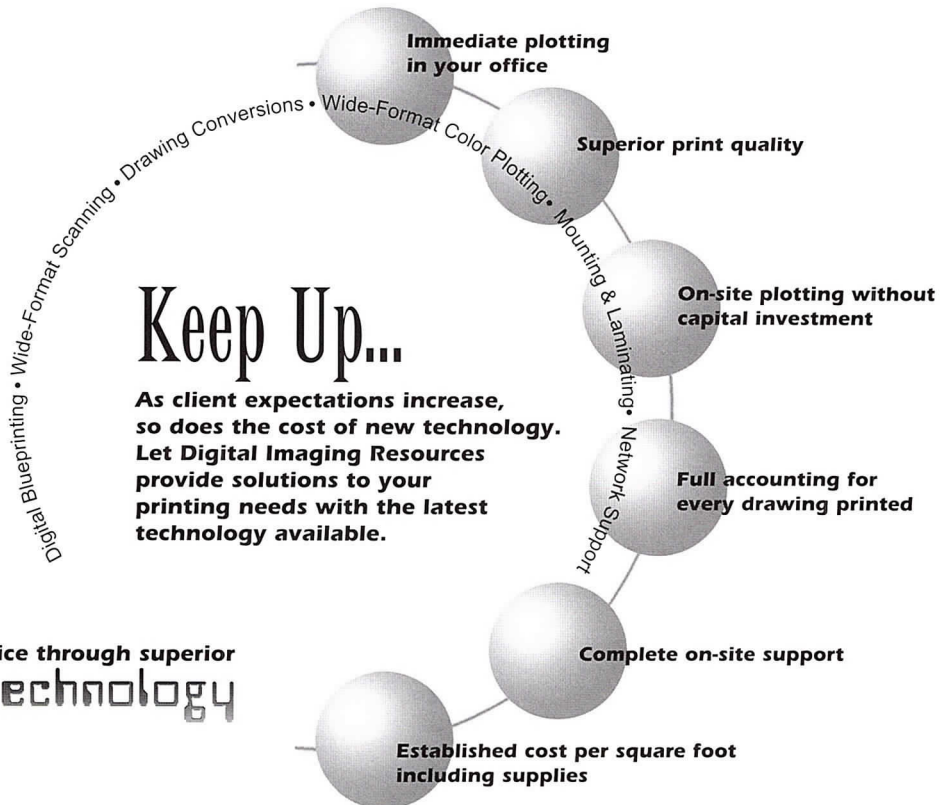 Immediate plotting
in your office
Digital Blueprinting • Wide-Format Scanning • Drawing Conversions • Wide-Format Color Plotting • Mounting & Laminating • Network Support
Superior print quality
On-site plotting without
capital investment
Keep Up...
As client expectations increase,
so does the cost of new technology.
Let Digital Imaging Resources
provide solutions to your
printing needs with the latest
technology available.
Full accounting for
every drawing printed
through superior
Complete on-site support
Established cost per square foot
including supplies